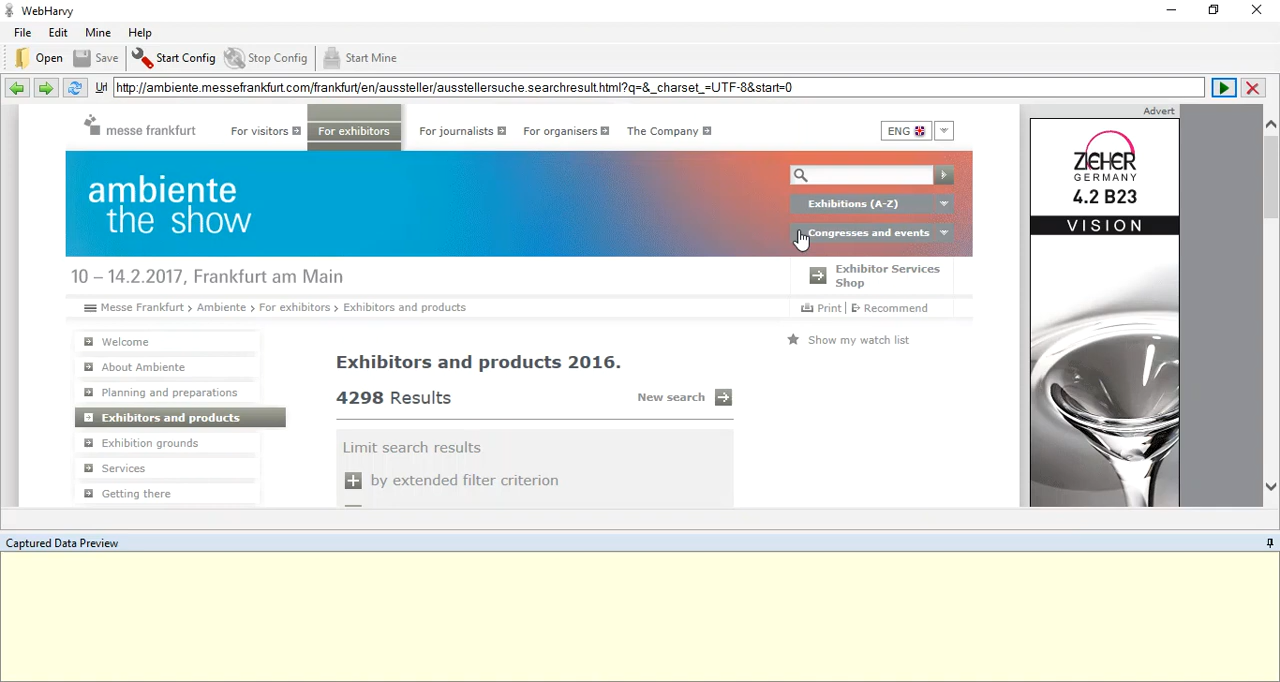 WebHarvy
File Edit Mine Help
Open Save Start Config Stop Config Start Mine
Url http://ambiente.messefrankfurt.com/frankfurt/en/aussteller/ausstellersuche.searchresult.html?q=&_charset_=UTF-8&start=0
Advert
messe frankfurt For visitors For exhibitors For journalists For organisers The Company ENG
ambiente
the show
Exhibitions (A-Z)
Congresses and events
10 – 14.2.2017, Frankfurt am Main
Exhibitor Services
Shop
Messe Frankfurt › Ambiente › For exhibitors › Exhibitors and products
Print | Recommend
Show my watch list
Welcome
About Ambiente
Planning and preparations
Exhibitors and products
Exhibition grounds
Services
Getting there
Exhibitors and products 2016.
4298 Results
New search
Limit search results
by extended filter criterion
ZIEHER
GERMANY
4.2 B23
VISION
Captured Data Preview